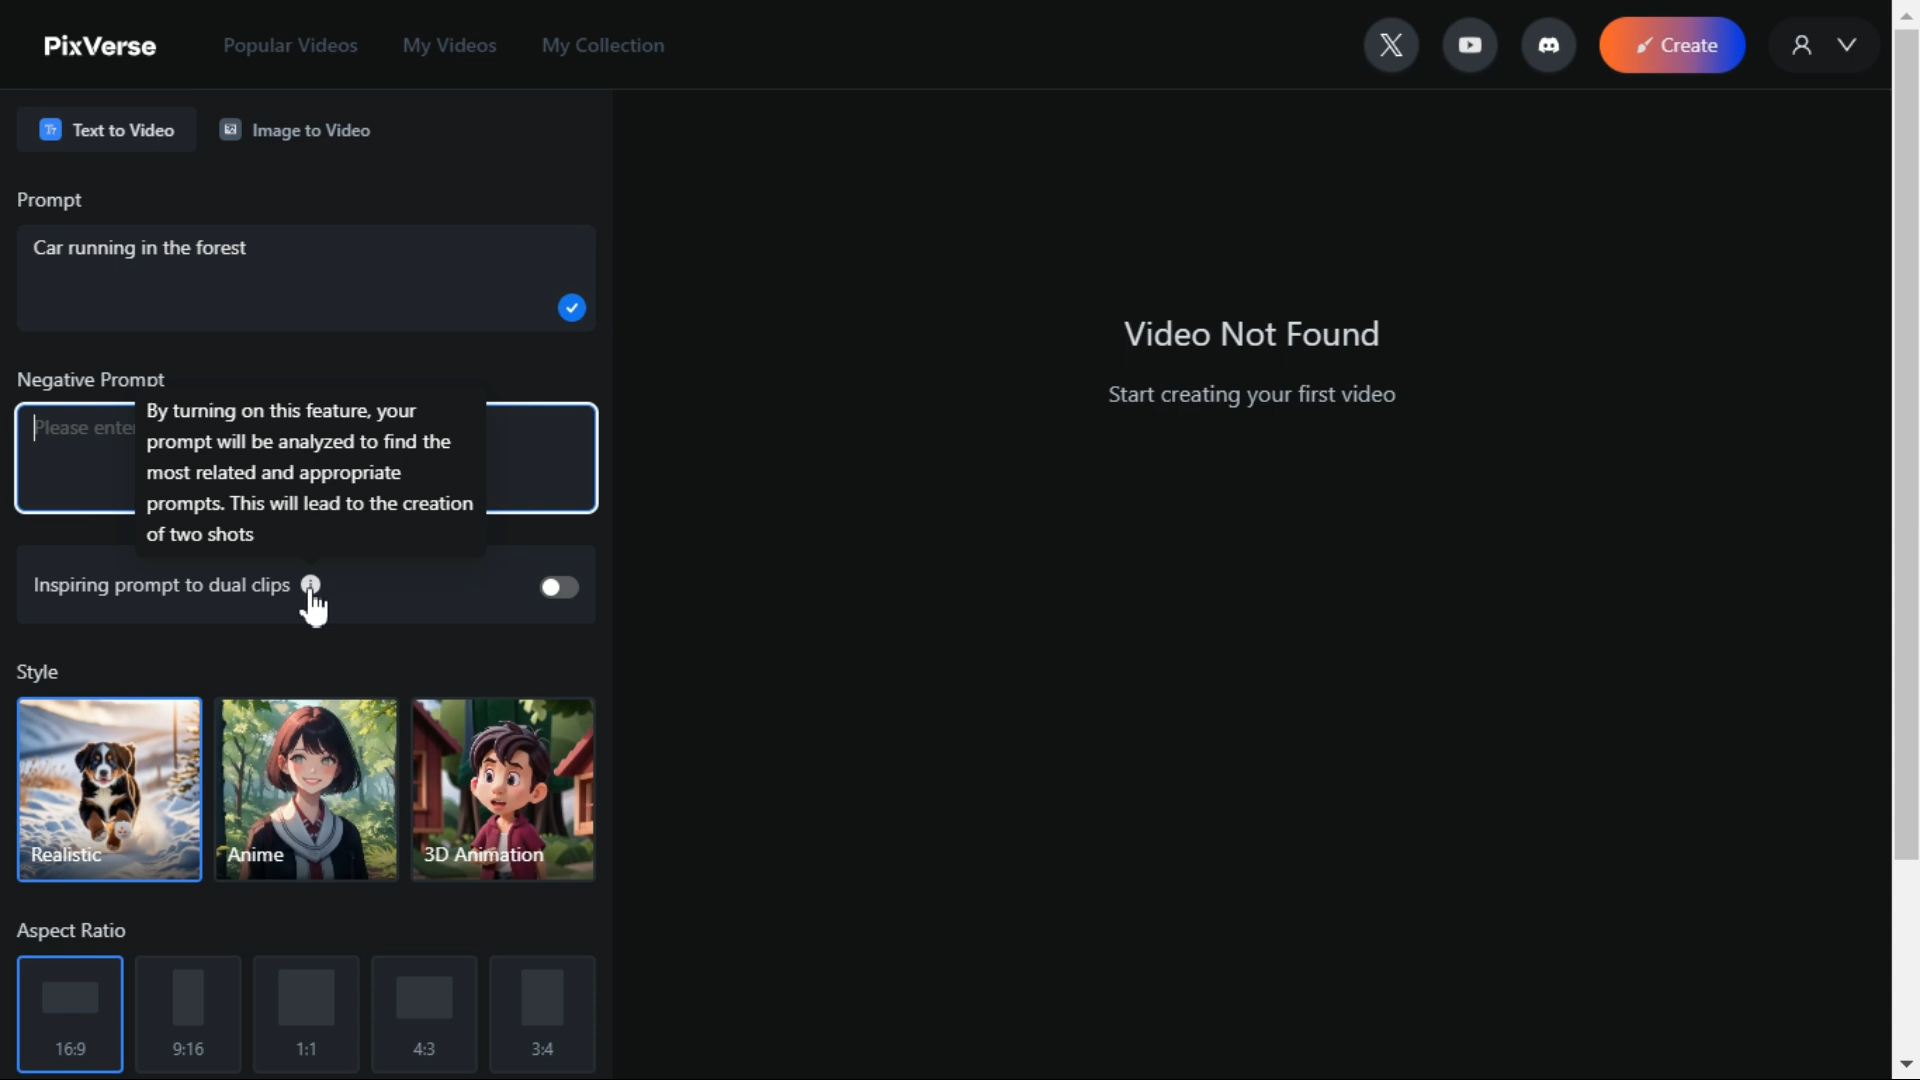 PixVerse
Popular Videos
My Videos
My Collection
Create
Text to Video
Image to Video
Prompt
Car running in the forest
Negative Prompt
Please enter
By turning on this feature, your
prompt will be analyzed to find the
most related and appropriate
prompts. This will lead to the creation
of two shots
Inspiring prompt to dual clips
Style
Realistic
Anime
3D Animation
Aspect Ratio
16:9
9:16
1:1
4:3
3:4
Video Not Found
Start creating your first video